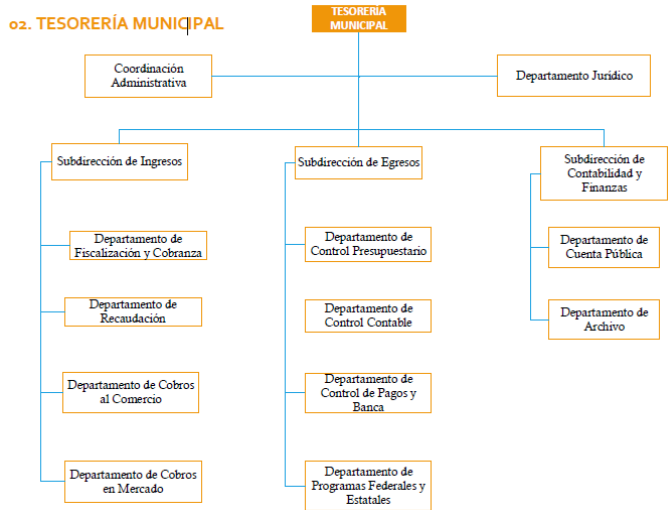 02. TESORERÍA MUNICIPAL
TESORERÍA
MUNICIPAL
Coordinación
Administrativa
Departamento Jurídico
Subdirección de Ingresos
Subdirección de Egresos
Subdirección de
Contabilidad y
Finanzas
Departamento de
Fiscalización y Cobranza
Departamento de
Control Presupuestario
Departamento de
Cuenta Pública
Departamento de
Recaudación
Departamento de
Control Contable
Departamento de
Archivo
Departamento de Cobros
al Comercio
Departamento de
Control de Pagos y
Banca
Departamento de Cobros
en Mercado
Departamento de
Programas Federales y
Estatales